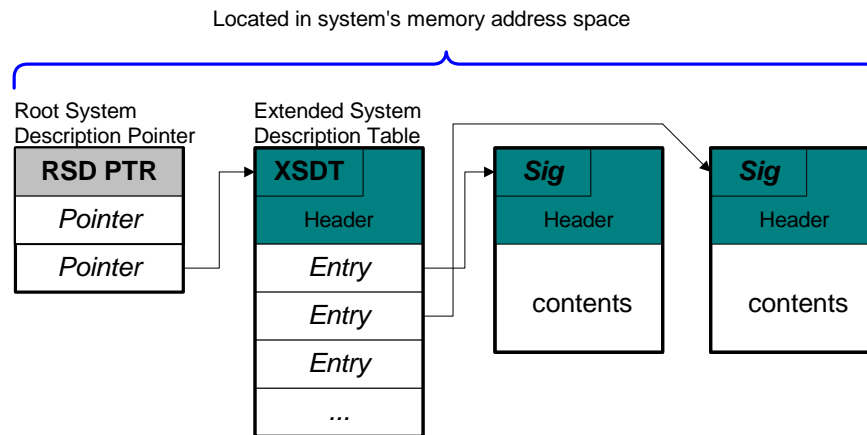 Located in system's memory address space
Root System
Description Pointer
RSD PTR
Pointer
Pointer
Extended System
Description Table
XSDT
Header
Entry
Entry
Entry
...
Sig
Header
contents
Sig
Header
contents